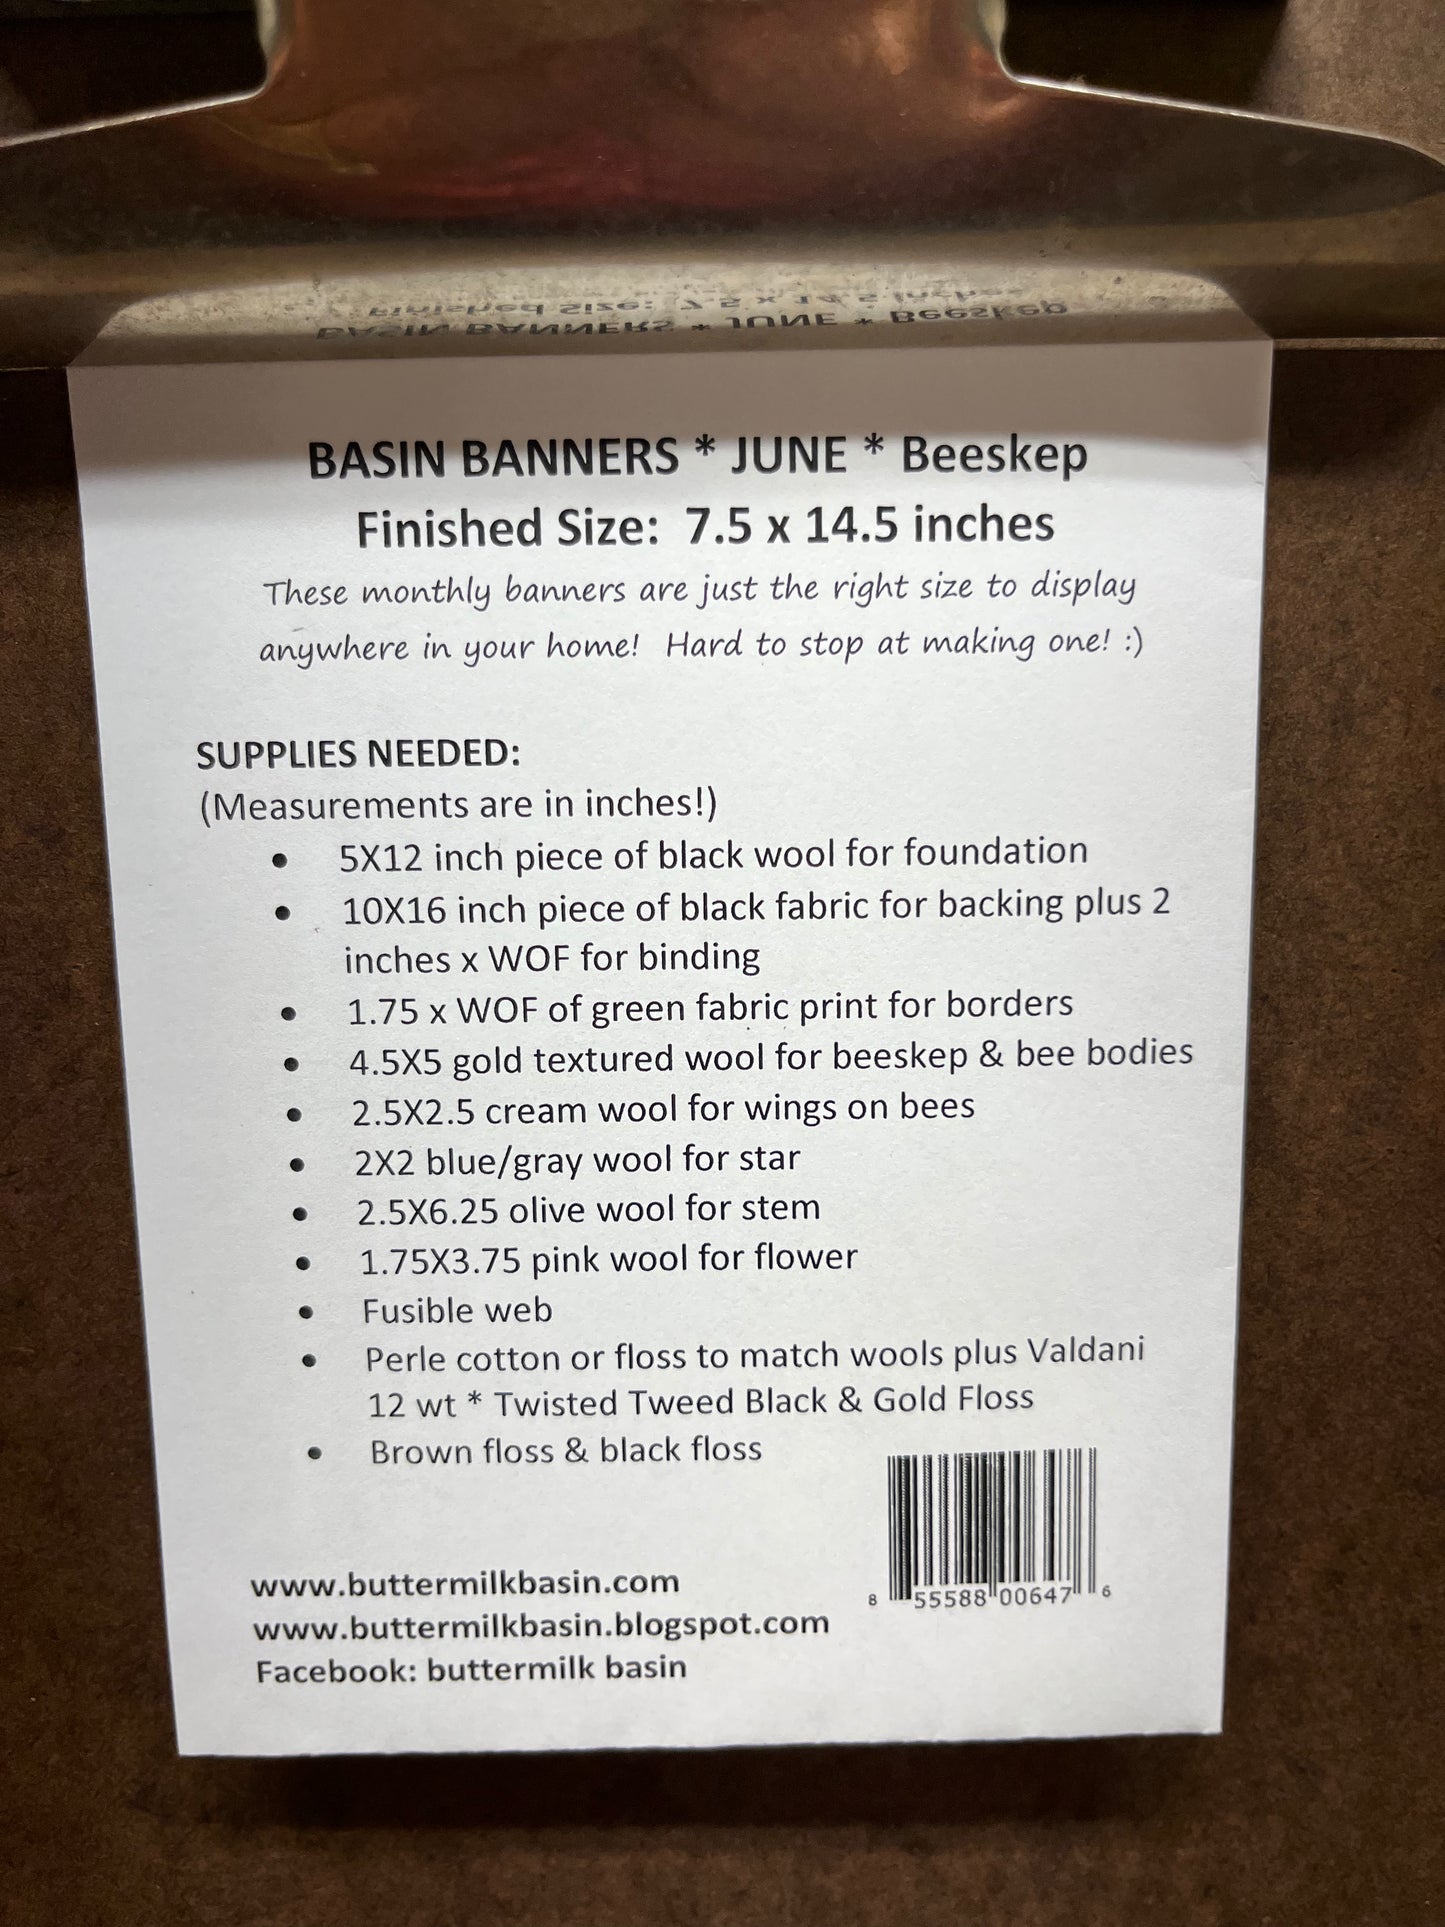 BASIN BANNERS * JUNE * Beeskep
Finished Size: 7.5 x 14.5 inches
These monthly banners are just the right size to display
anywhere in your home! Hard to stop at making one! :)
SUPPLIES NEEDED:
(Measurements are in inches!)
• 5X12 inch piece of black wool for foundation
• 10X16 inch piece of black fabric for backing plus 2
inches x WOF for binding
• 1.75 x WOF of green fabric print for borders
• 4.5X5 gold textured wool for beeskep & bee bodies
• 2.5X2.5 cream wool for wings on bees
• 2X2 blue/gray wool for star
• 2.5X6.25 olive wool for stem
• 1.75X3.75 pink wool for flower
• Fusible web
• Perle cotton or floss to match wools plus Valdani
12 wt * Twisted Tweed Black & Gold Floss
• Brown floss & black floss
8 55588 00647 6
www.buttermilkbasin.com
www.buttermilkbasin.blogspot.com
Facebook: buttermilk basin